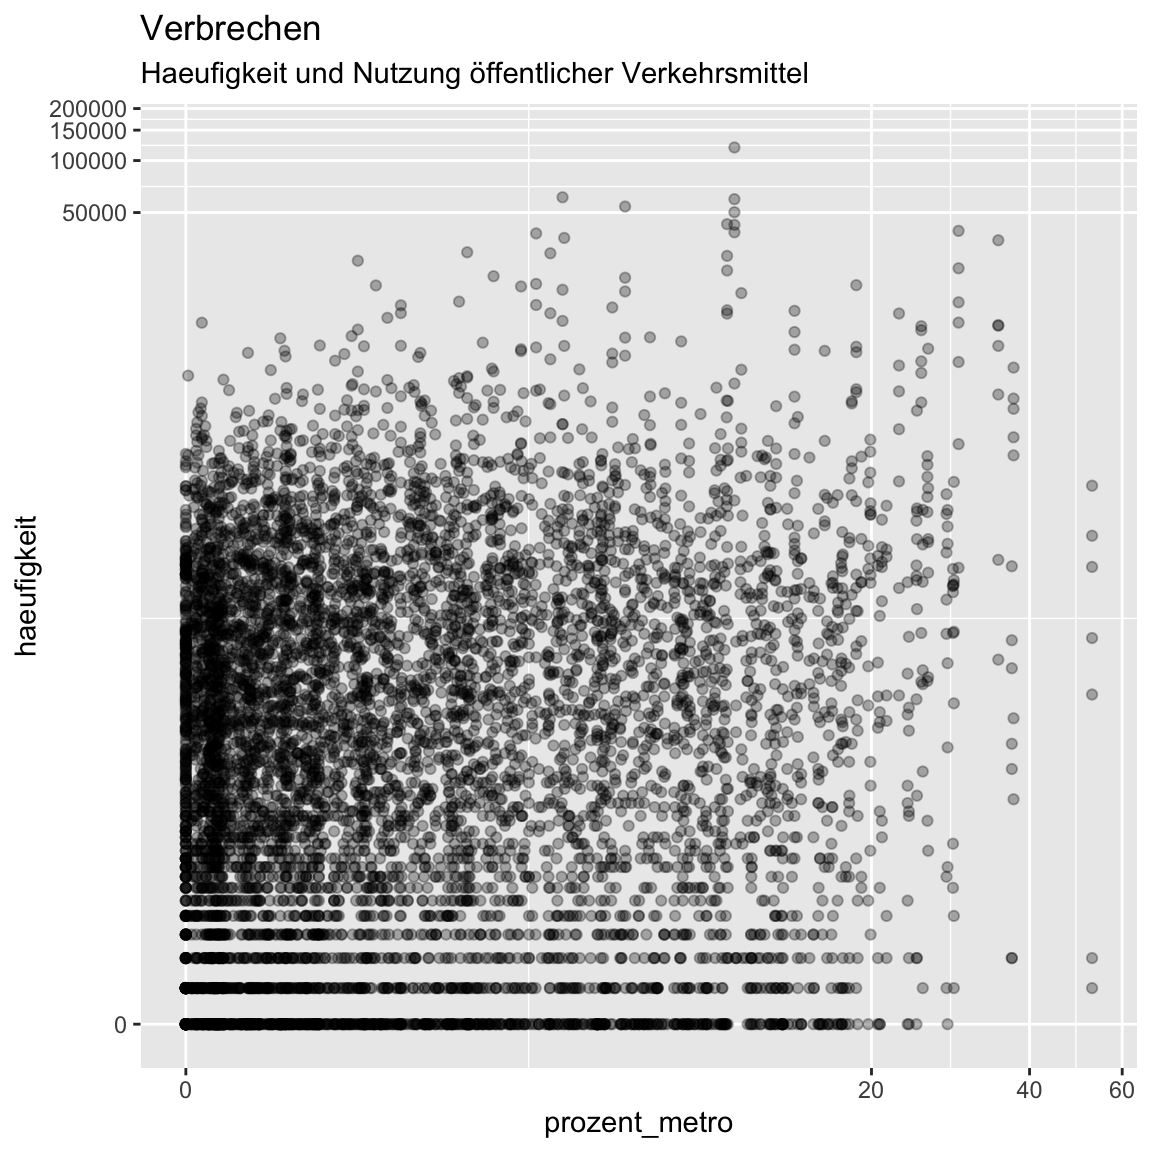 Verbrechen
Haeufigkeit und Nutzung öffentlicher Verkehrsmittel
200000
150000
100000
50000
0
haeufigkeit
0 20 40 60
prozent_metro